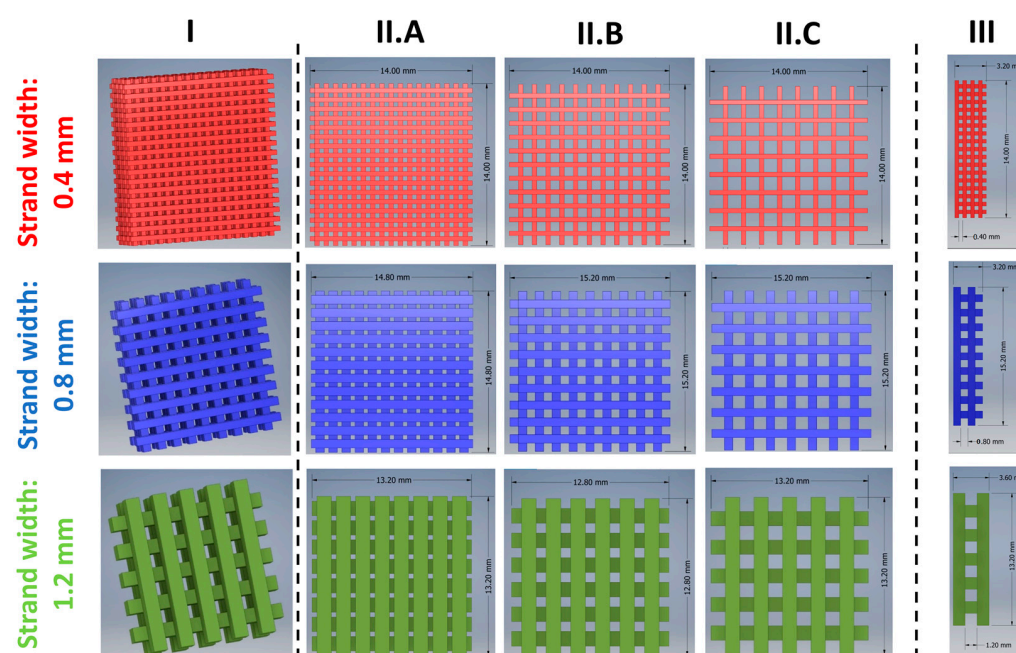 I II.A II.B II.C III
Strand width:
0.4 mm
14.00 mm 14.00 mm 14.00 mm 3.20 m
14.00 mm 14.00 mm 14.00 mm 14.00 mm
0.40 mm
Strand width:
0.8 mm
14.80 mm 15.20 mm 15.20 mm 3.20 mm
14.80 mm 15.20 mm 15.20 mm 15.20 mm
0.80 mm
Strand width:
1.2 mm
13.20 mm 12.80 mm 13.20 mm 3.60 m
13.20 mm 12.80 mm 13.20 mm 13.20 mm
1.20 mm